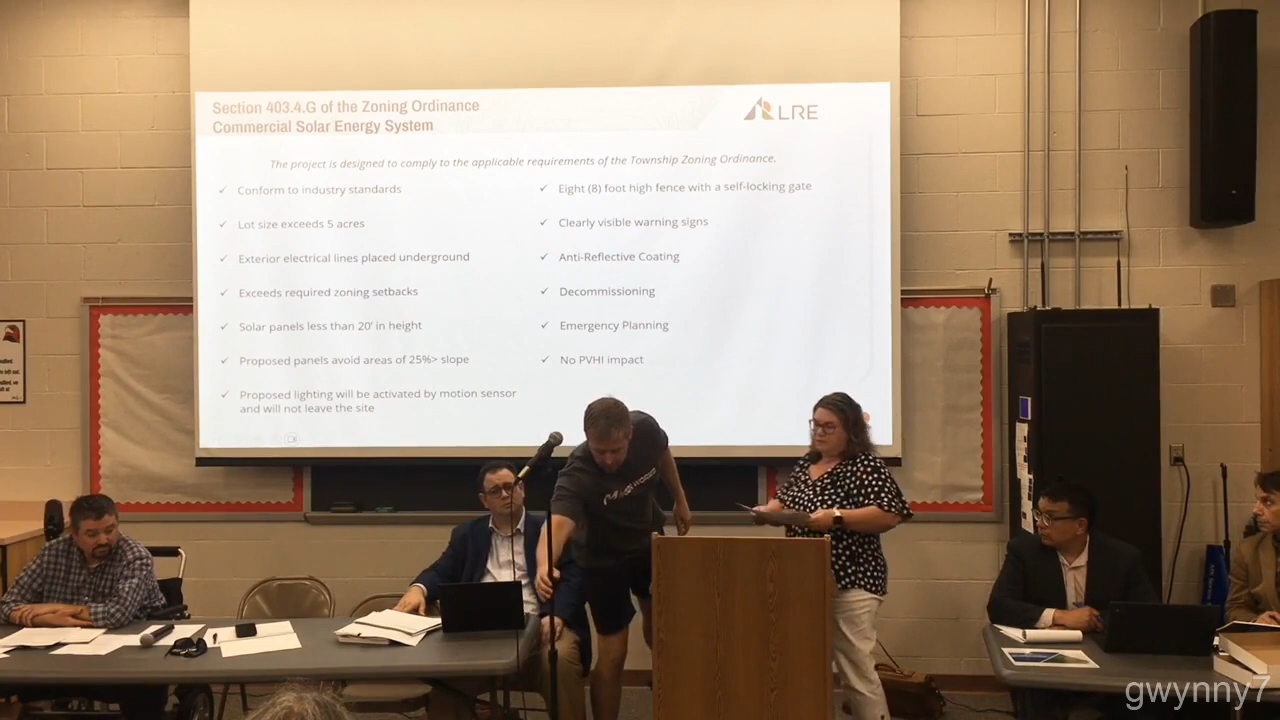 Section 403.4.G of the Zoning Ordinance
Commercial Solar Energy System
LRE
The project is designed to comply to the applicable requirements of the Township Zoning Ordinance.
✓ Conform to industry standards
✓ Lot size exceeds 5 acres
✓ Exterior electrical lines placed underground
✓ Exceeds required zoning setbacks
✓ Solar panels less than 20' in height
✓ Proposed panels avoid areas of 25%> slope
✓ Proposed lighting will be activated by motion sensor
and will not leave the site
✓ Eight (8) foot high fence with a self-locking gate
✓ Clearly visible warning signs
✓ Anti-Reflective Coating
✓ Decommissioning
✓ Emergency Planning
✓ No PVHI impact
gwynny7